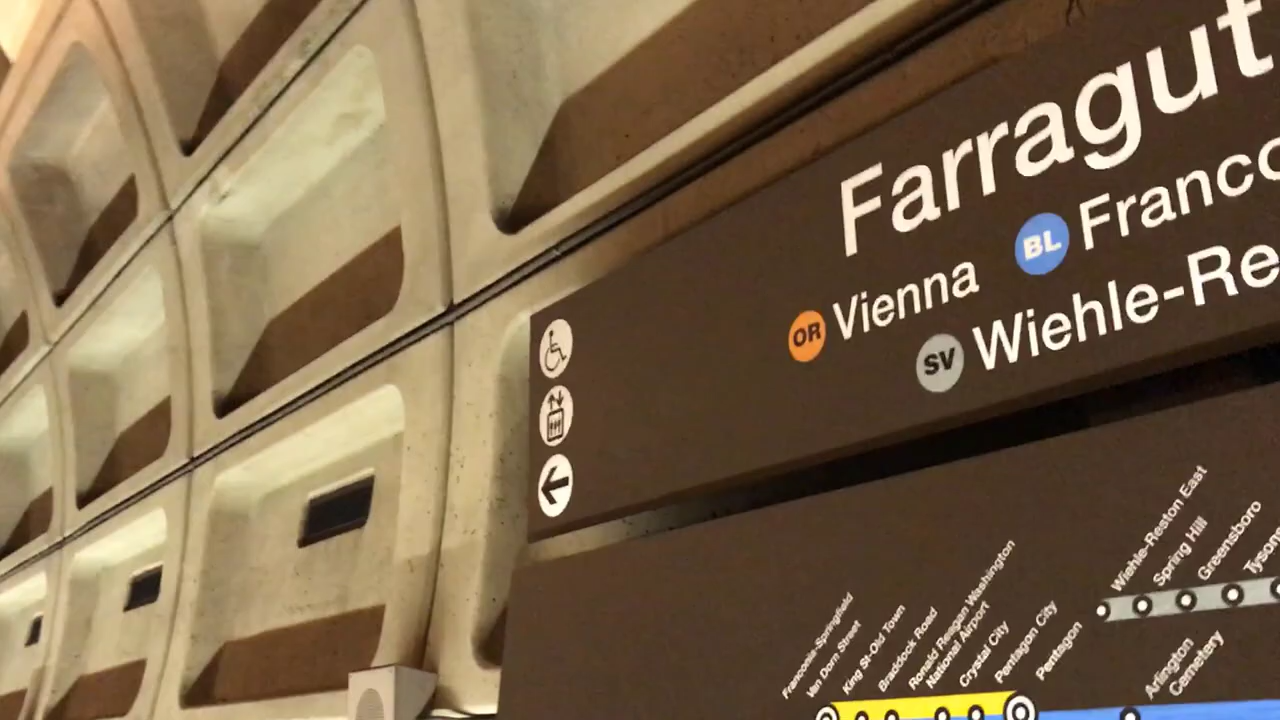 Farragut
OR Vienna BL Franco
SV Wiehle-Re
Wiehle-Reston East
Spring Hill
Greensboro
Tysons
Franconia-Springfield
Van Dorn Street
King St-Old Town
Braddock Road
Ronald Reagan Washington
National Airport
Crystal City
Pentagon City
Pentagon
Arlington
Cemetery